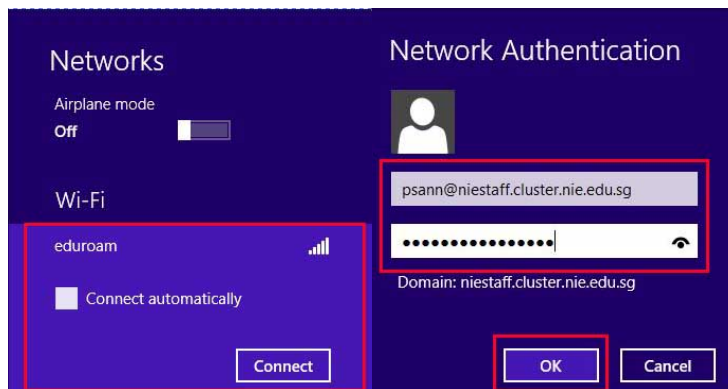 Networks
Airplane mode
Off
Wi-Fi
eduroam
Connect automatically
Connect
Network Authentication
psann@niestaff.cluster.nie.edu.sg
••••••••••••••••
Domain: niestaff.cluster.nie.edu.sg
OK
Cancel